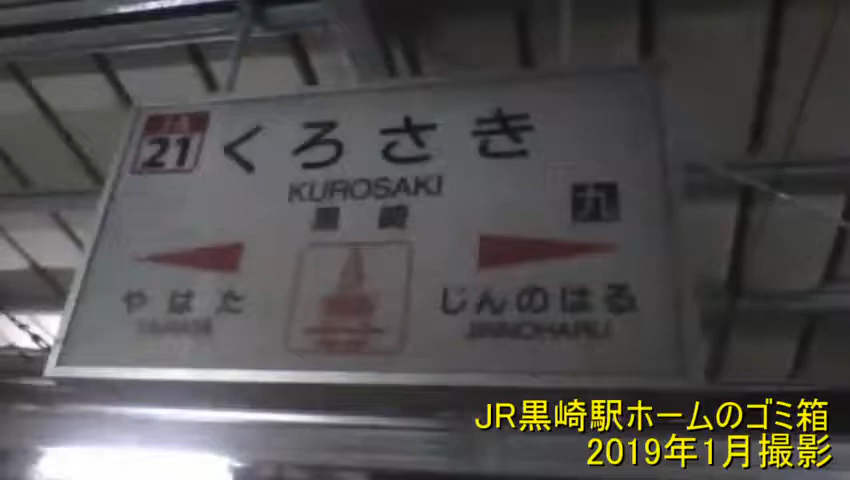 JA
21
くろさき
KUROSAKI
黒崎
九
やはた
YAHATA
じんのはる
JINNOHARU
JR黒崎駅ホームのゴミ箱
2019年1月撮影